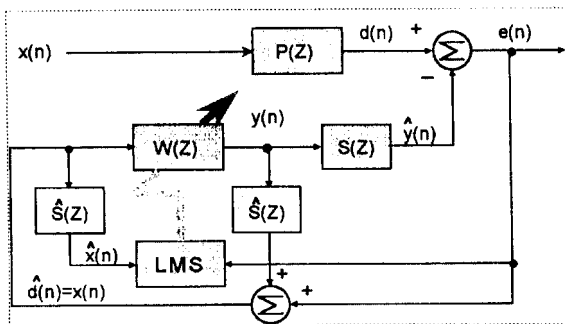 d(n) + e(n)
x(n) P(Z) Σ
−
y(n) ŷ(n)
W(Z) S(Z)
Ŝ(Z) Ŝ(Z)
x̂(n) LMS
+
d̂(n)=x(n) +
Σ